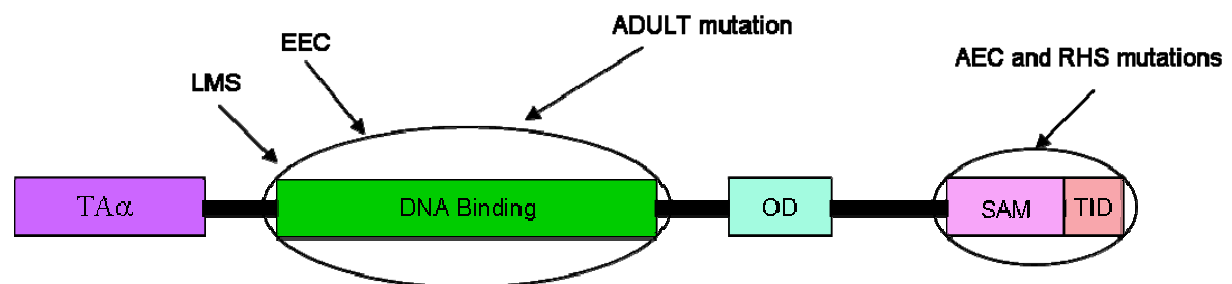 ADULT mutation
EEC
AEC and RHS mutations
LMS
TAα
DNA Binding
OD
SAM
TID